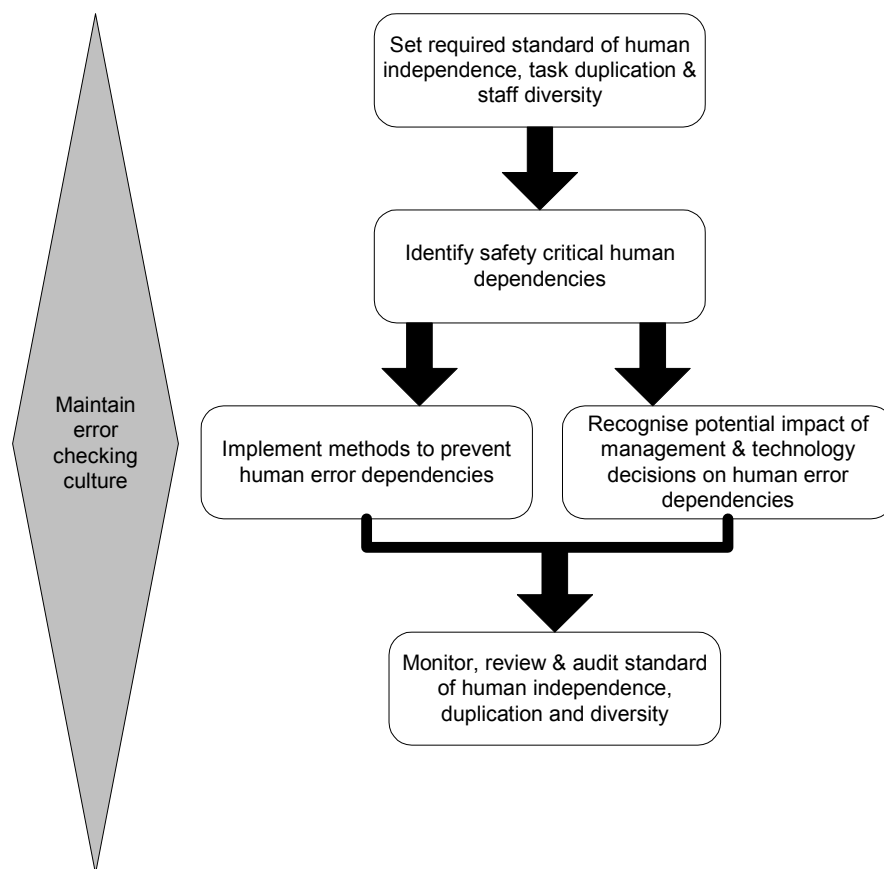 Set required standard of human
independence, task duplication &
staff diversity
Identify safety critical human
dependencies
Maintain
error
checking
culture
Implement methods to prevent
human error dependencies
Recognise potential impact of
management & technology
decisions on human error
dependencies
Monitor, review & audit standard
of human independence,
duplication and diversity